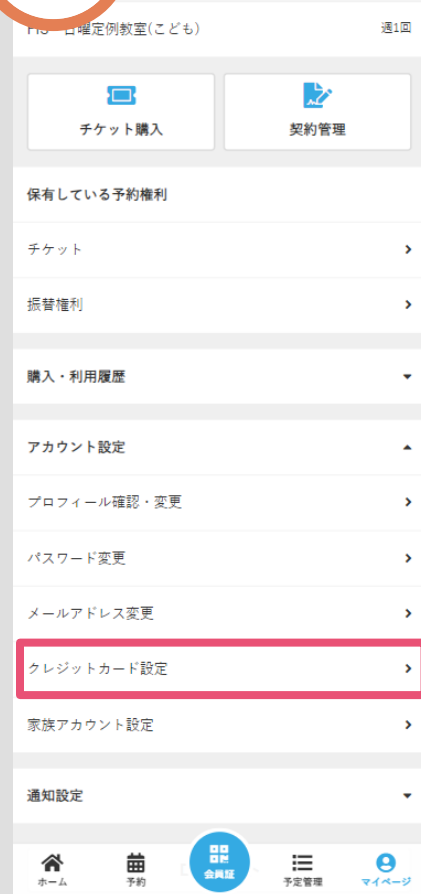 日曜定例教室(こども)
週1回
チケット購入
契約管理
保有している予約権利
チケット
振替権利
購入・利用履歴
アカウント設定
プロフィール確認・変更
パスワード変更
メールアドレス変更
クレジットカード設定
家族アカウント設定
通知設定
ホーム
予約
会員証
予定管理
マイページ